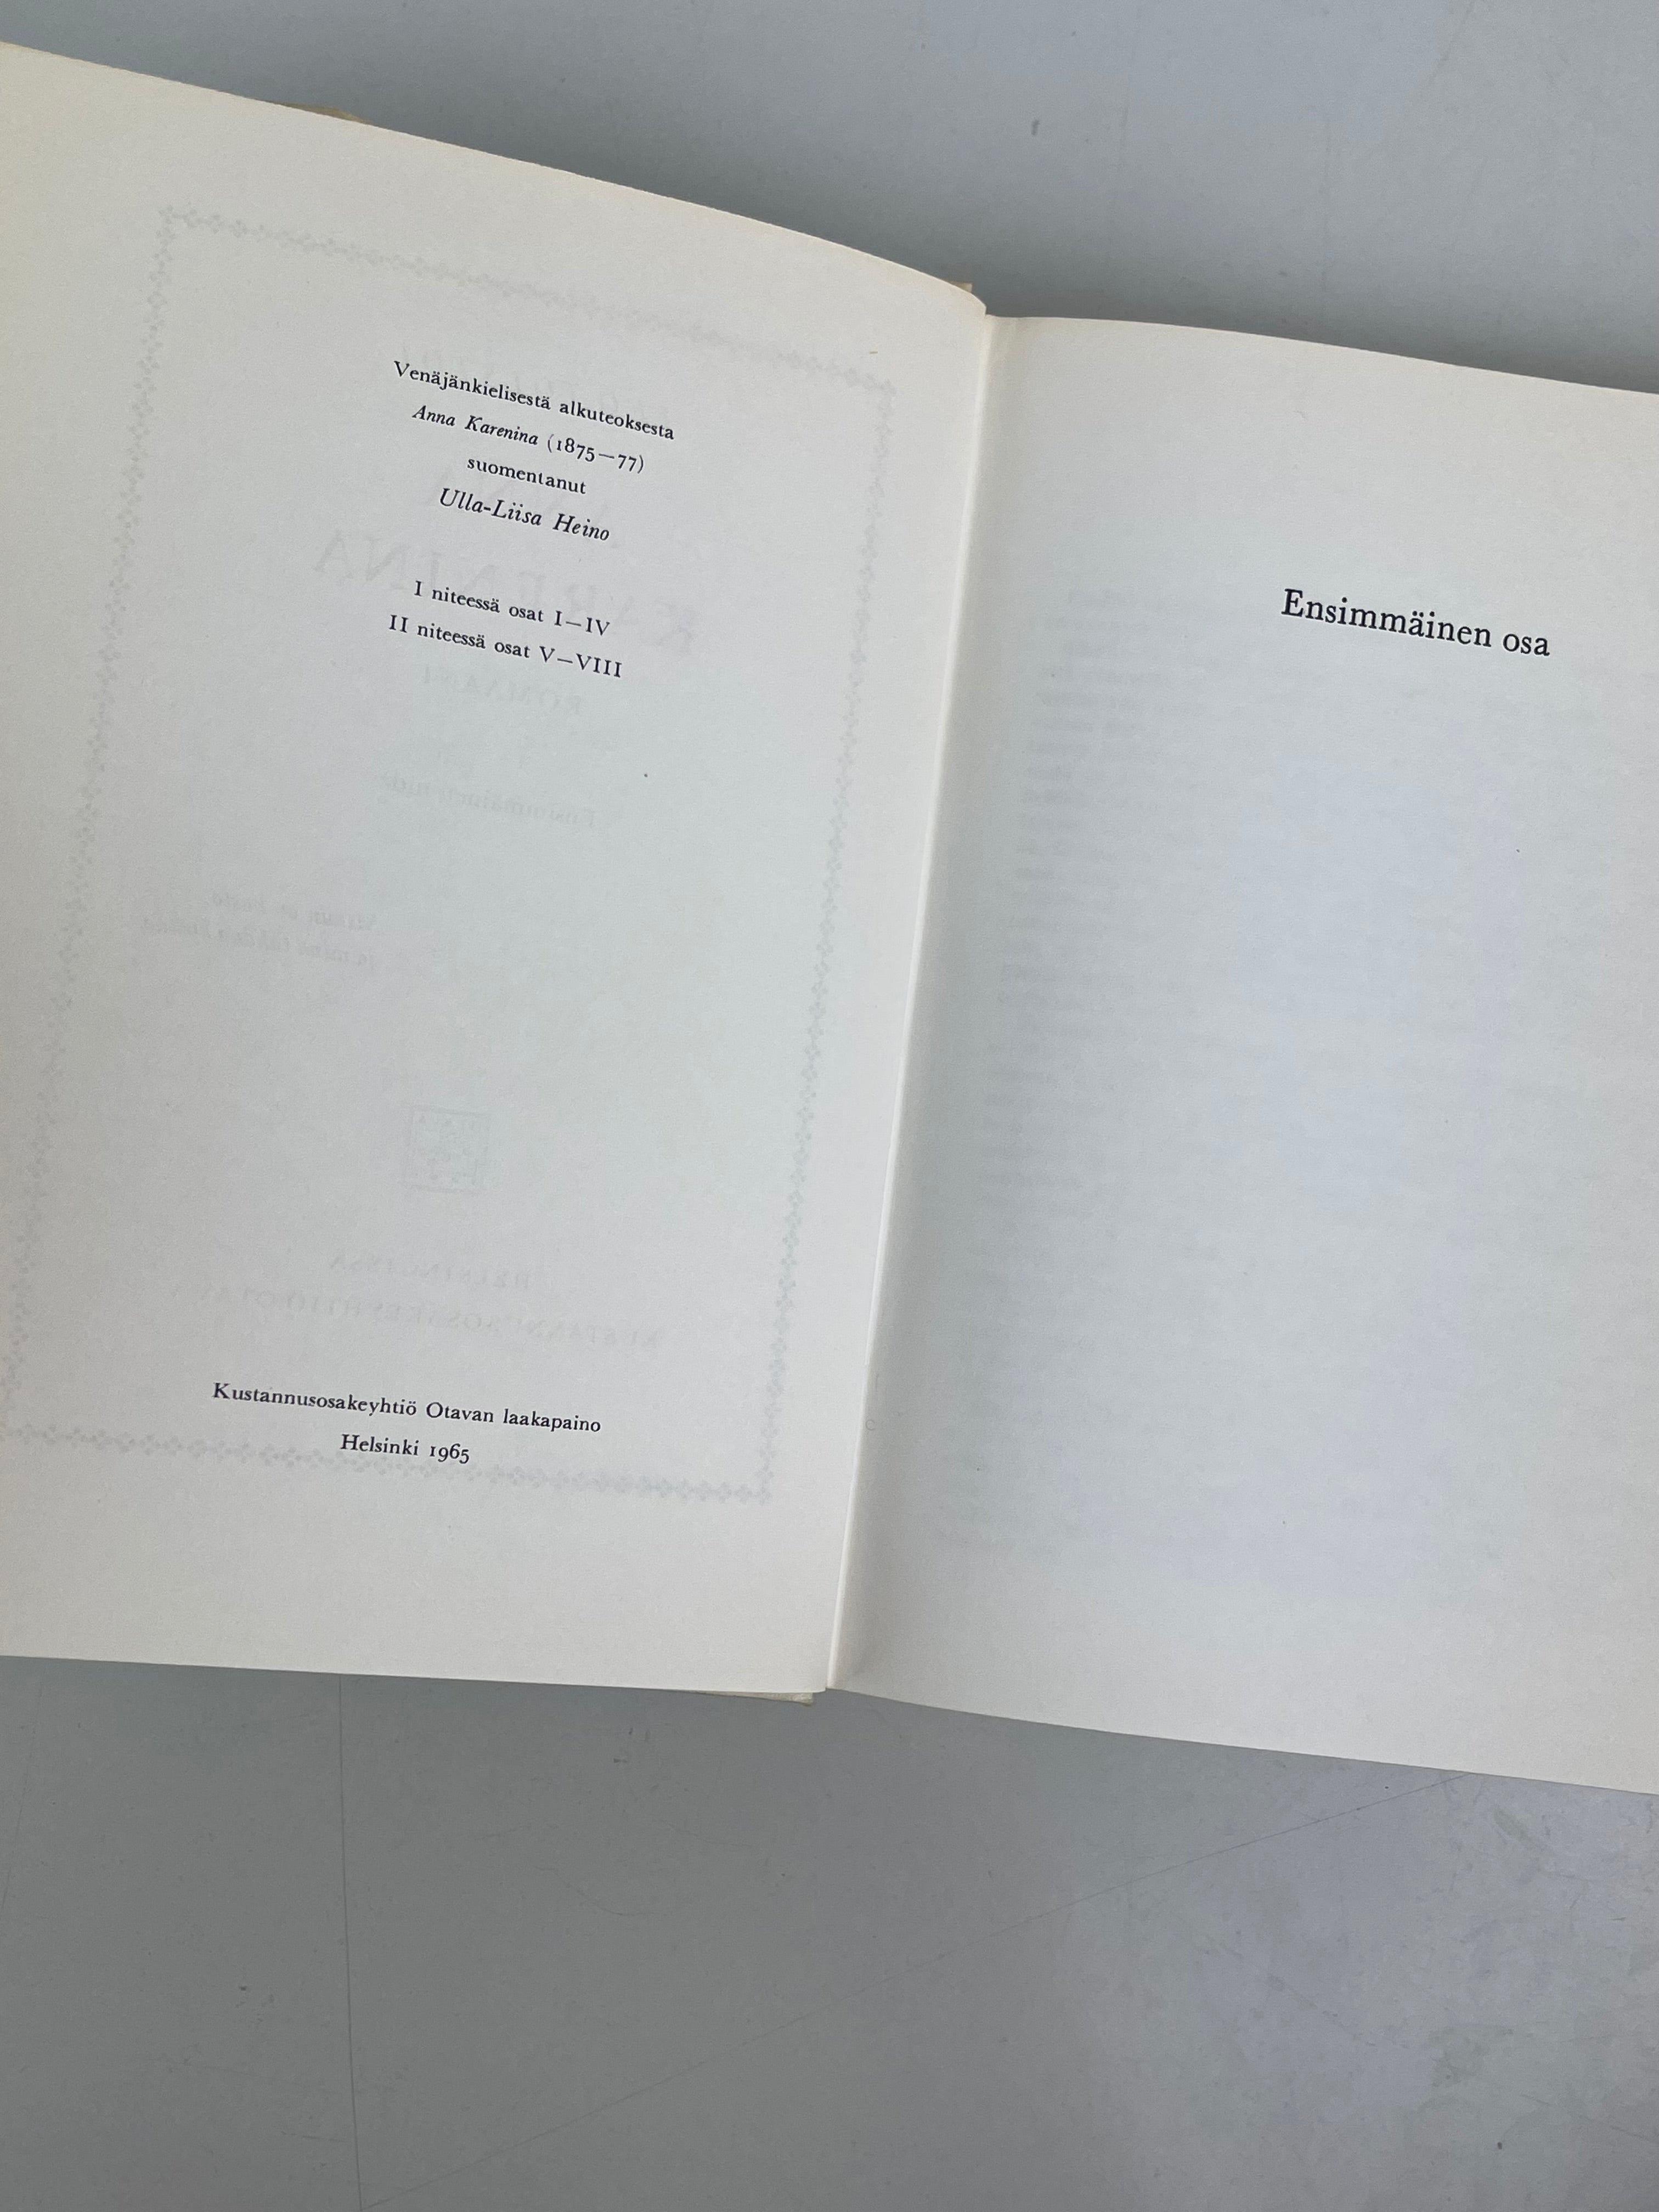 Venäjänkielisestä alkuteoksesta
Anna Karenina (1875—77)
suomentanut
Ulla-Liisa Heino
I niteessä osat I—IV
II niteessä osat V—VIII
Kustannusosakeyhtiö Otavan laakapaino
Helsinki 1965
Ensimmäinen osa